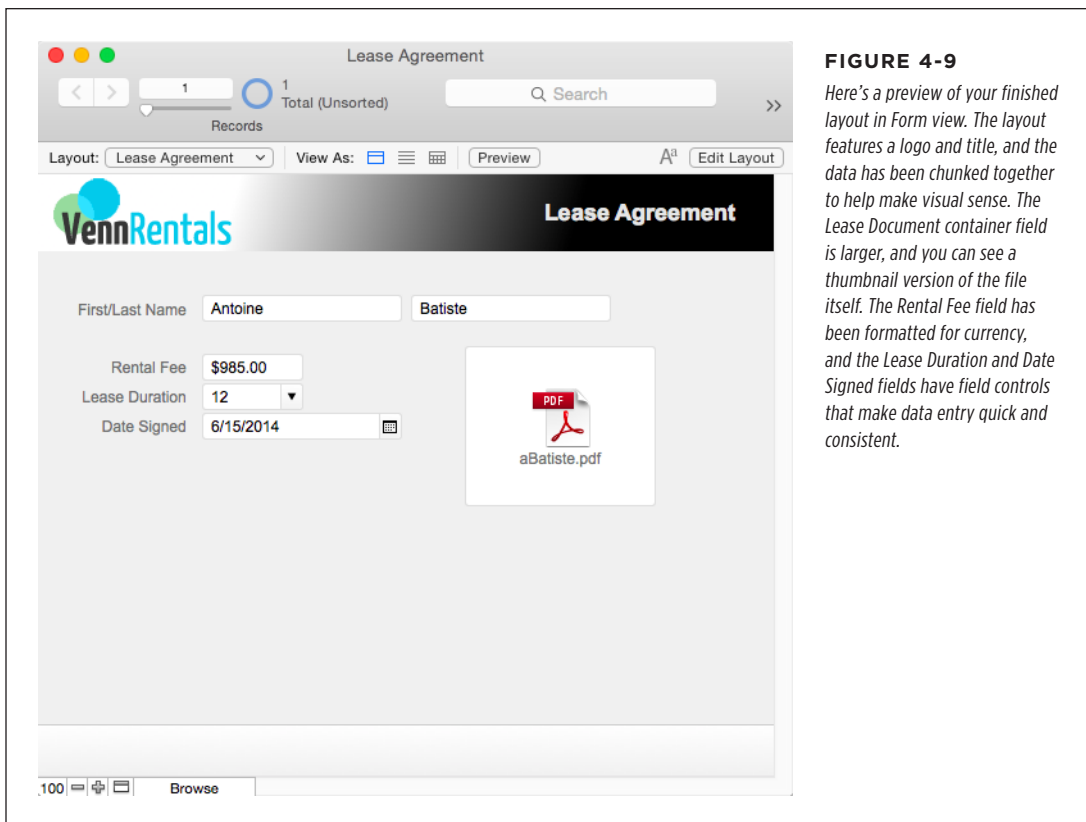 Lease Agreement
1
1
Total (Unsorted)
Search
Records
Layout: Lease Agreement View As: Preview Aa Edit Layout
VennRentals
Lease Agreement
First/Last Name Antoine Batiste
Rental Fee $985.00
Lease Duration 12
Date Signed 6/15/2014
PDF
aBatiste.pdf
100 Browse
FIGURE 4-9
Here's a preview of your finished
layout in Form view. The layout
features a logo and title, and the
data has been chunked together
to help make visual sense. The
Lease Document container field
is larger, and you can see a
thumbnail version of the file
itself. The Rental Fee field has
been formatted for currency,
and the Lease Duration and Date
Signed fields have field controls
that make data entry quick and
consistent.